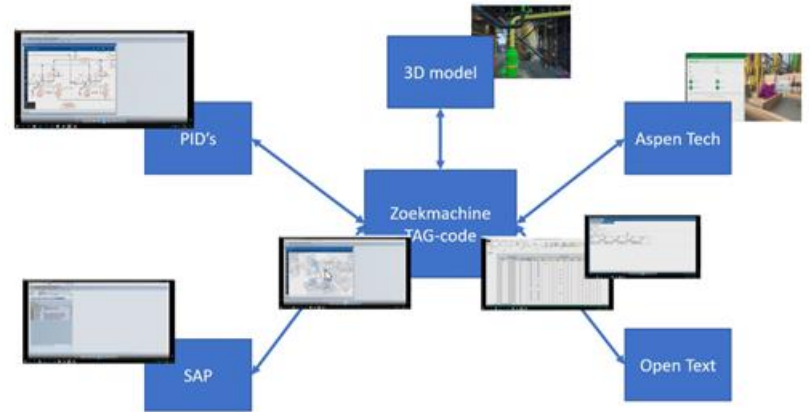 3D model
PID's
Aspen Tech
Zoekmachine
TAG-code
SAP
Open Text